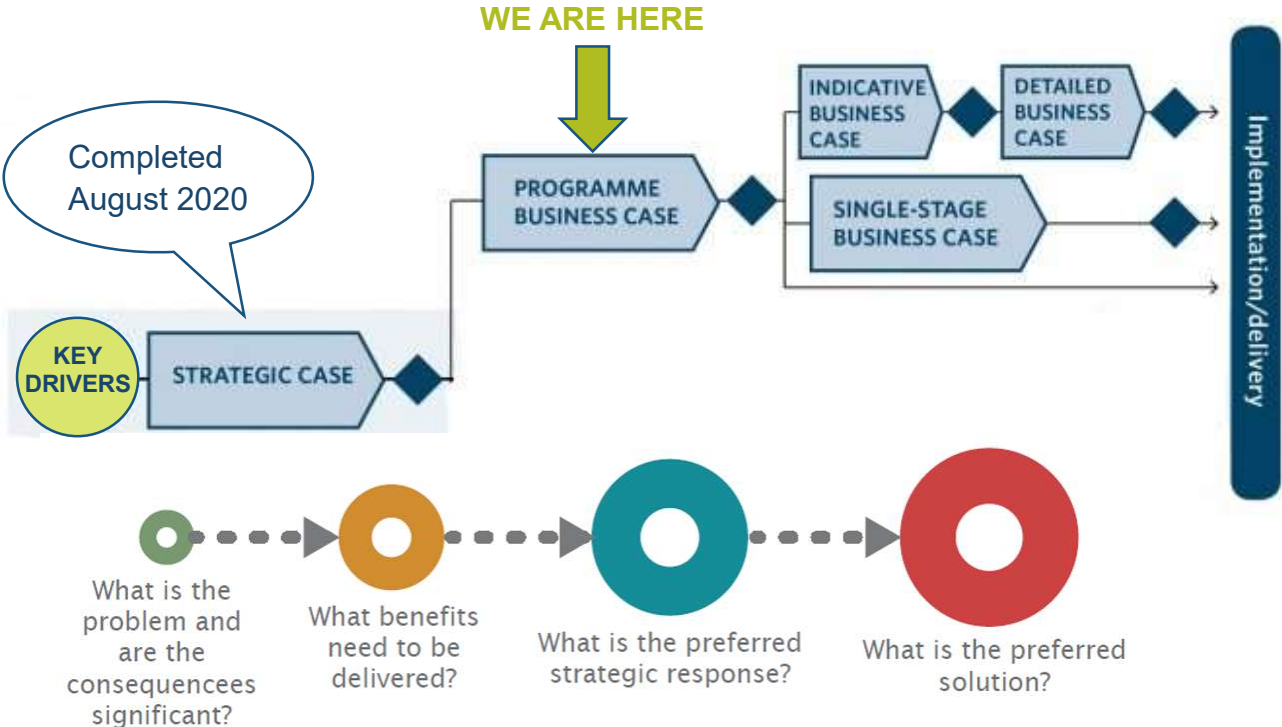 WE ARE HERE
Completed
August 2020
KEY
DRIVERS
STRATEGIC CASE
PROGRAMME
BUSINESS CASE
INDICATIVE
BUSINESS
CASE
DETAILED
BUSINESS
CASE
SINGLE-STAGE
BUSINESS CASE
Implementation/delivery
What is the
problem and
are the
consequencees
significant?
What benefits
need to be
delivered?
What is the preferred
strategic response?
What is the preferred
solution?